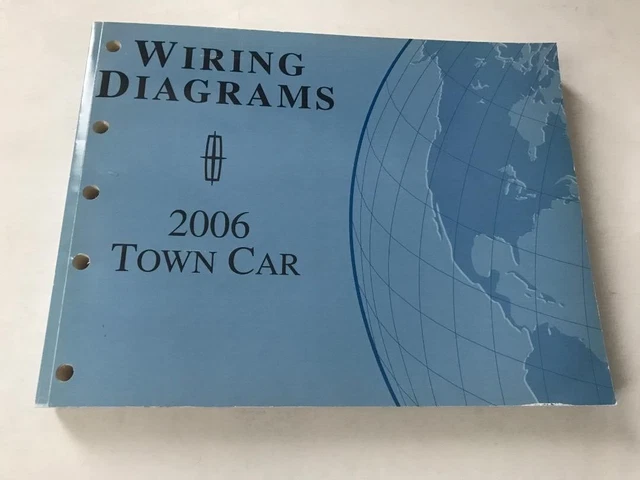 WIRING
DIAGRAMS
2006
TOWN CAR